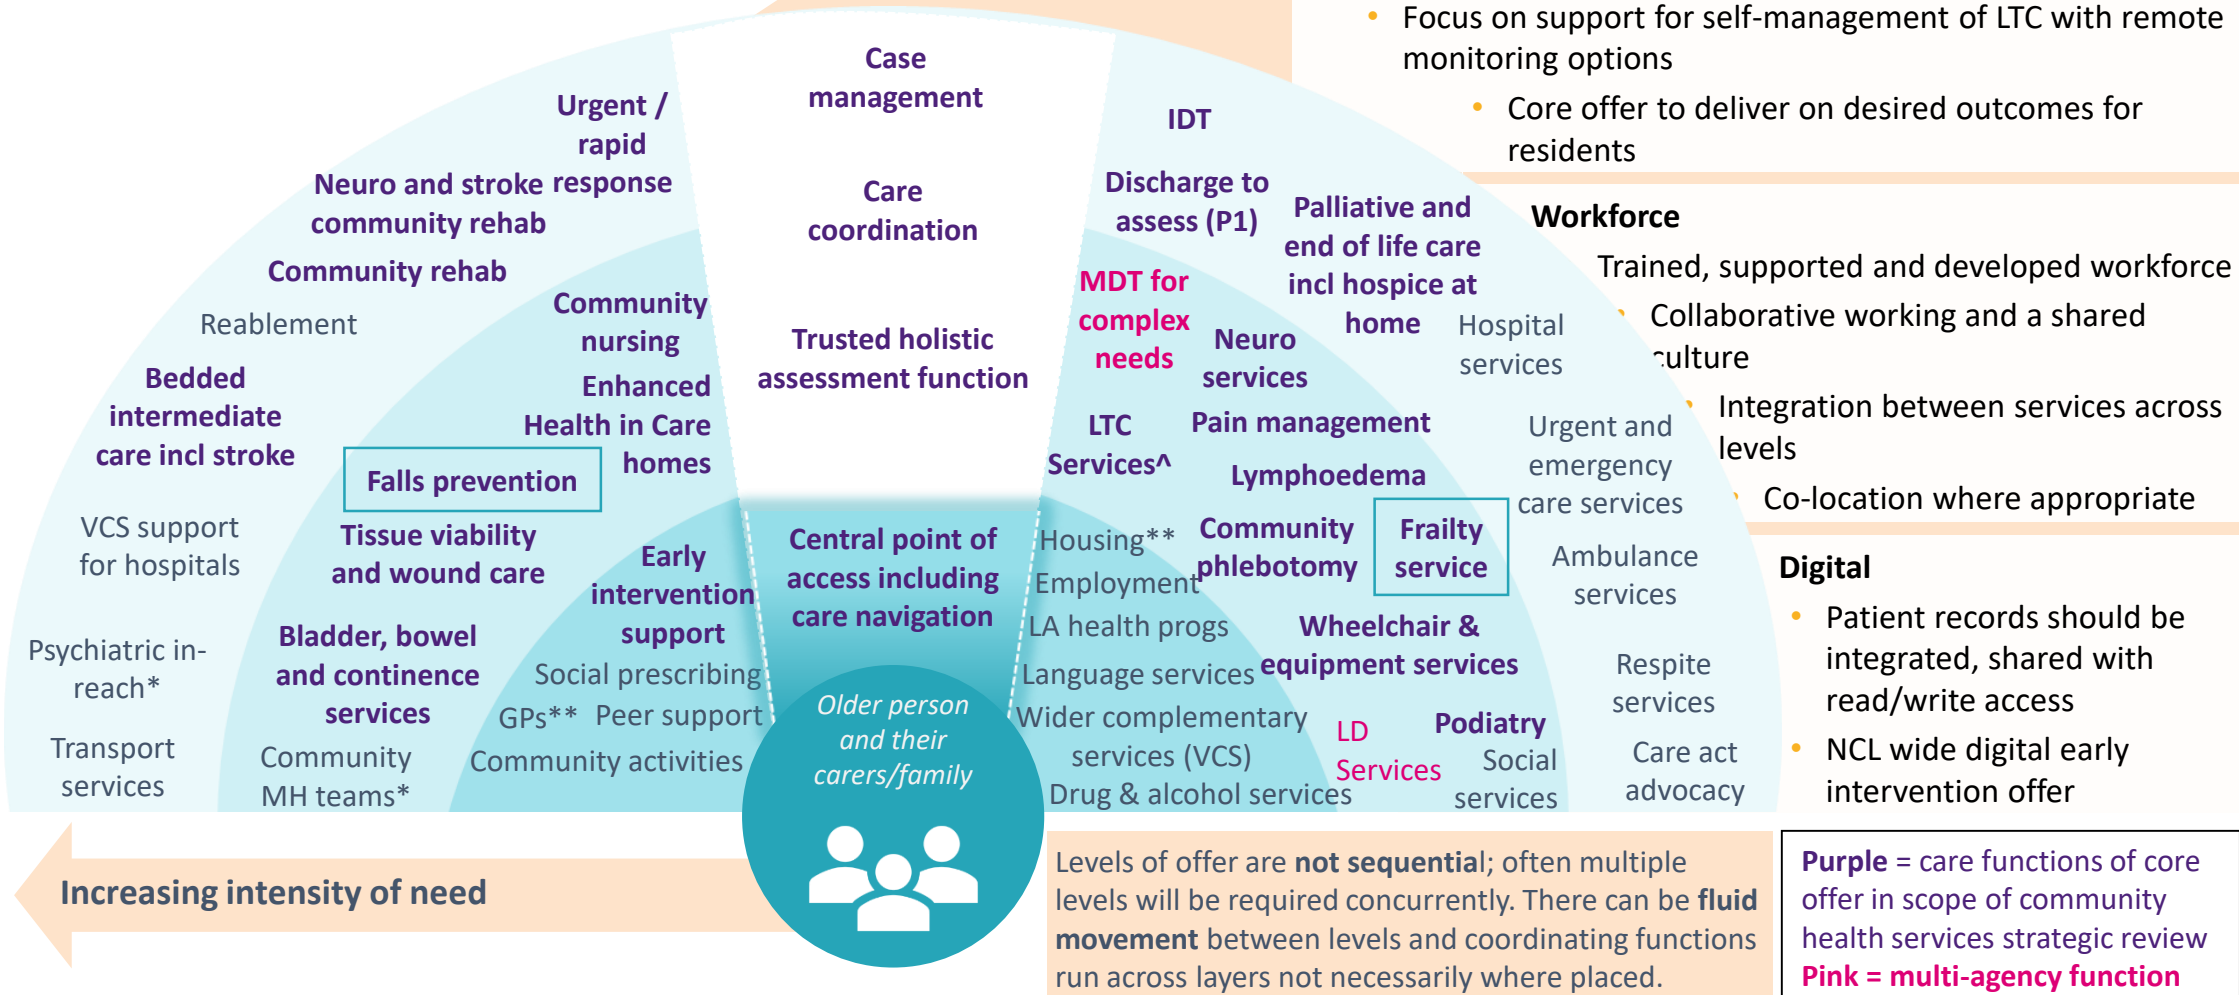 • Focus on support for self-management of LTC with remote
monitoring options
• Core offer to deliver on desired outcomes for
residents
Workforce
Trained, supported and developed workforce
• Collaborative working and a shared
culture
• Integration between services across
levels
• Co-location where appropriate
Digital
• Patient records should be
integrated, shared with
read/write access
• NCL wide digital early
intervention offer
Case
management
Care
coordination
Trusted holistic
assessment function
Central point of
access including
care navigation
Older person
and their
carers/family
Urgent /
rapid
response
Neuro and stroke
community rehab
Community rehab
Reablement
Bedded
intermediate
care incl stroke
VCS support
for hospitals
Psychiatric in-
reach*
Transport
services
Community
nursing
Enhanced
Health in Care
homes
Falls prevention
Tissue viability
and wound care
Bladder, bowel
and continence
services
Community
MH teams*
Early
intervention
support
Social prescribing
GPs** Peer support
Community activities
IDT
Discharge to
assess (P1)
Palliative and
end of life care
incl hospice at
home
Hospital
services
Urgent and
emergency
care services
Ambulance
services
Respite
services
Care act
advocacy
MDT for
complex
needs
Neuro
services
LTC
Services^
Pain management
Lymphoedema
Community
phlebotomy
Frailty
service
Wheelchair &
equipment services
LD
Services
Podiatry
Social
services
Housing**
Employment
LA health progs
Language services
Wider complementary
services (VCS)
Drug & alcohol services
Increasing intensity of need
Levels of offer are not sequential; often multiple
levels will be required concurrently. There can be fluid
movement between levels and coordinating functions
run across layers not necessarily where placed.
Purple = care functions of core
offer in scope of community
health services strategic review
Pink = multi-agency function